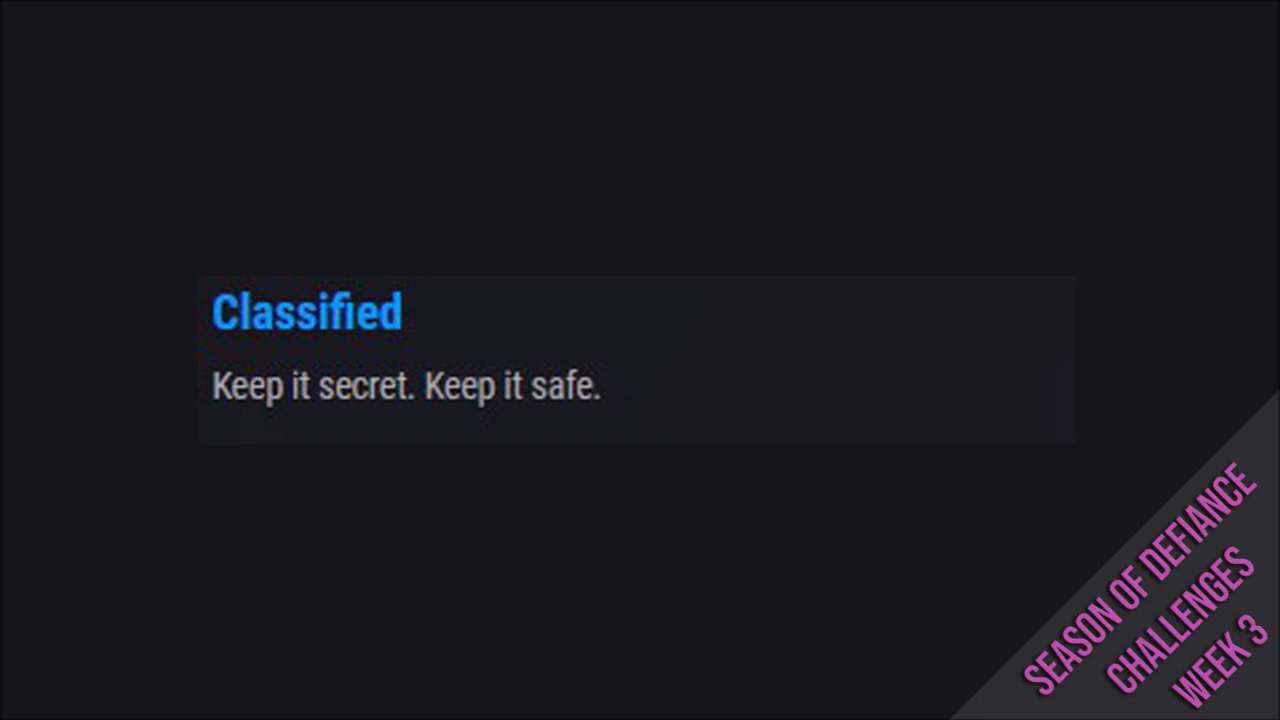 Classified
Keep it secret. Keep it safe.
SEASON OF DEFIANCE
CHALLENGES
WEEK 3